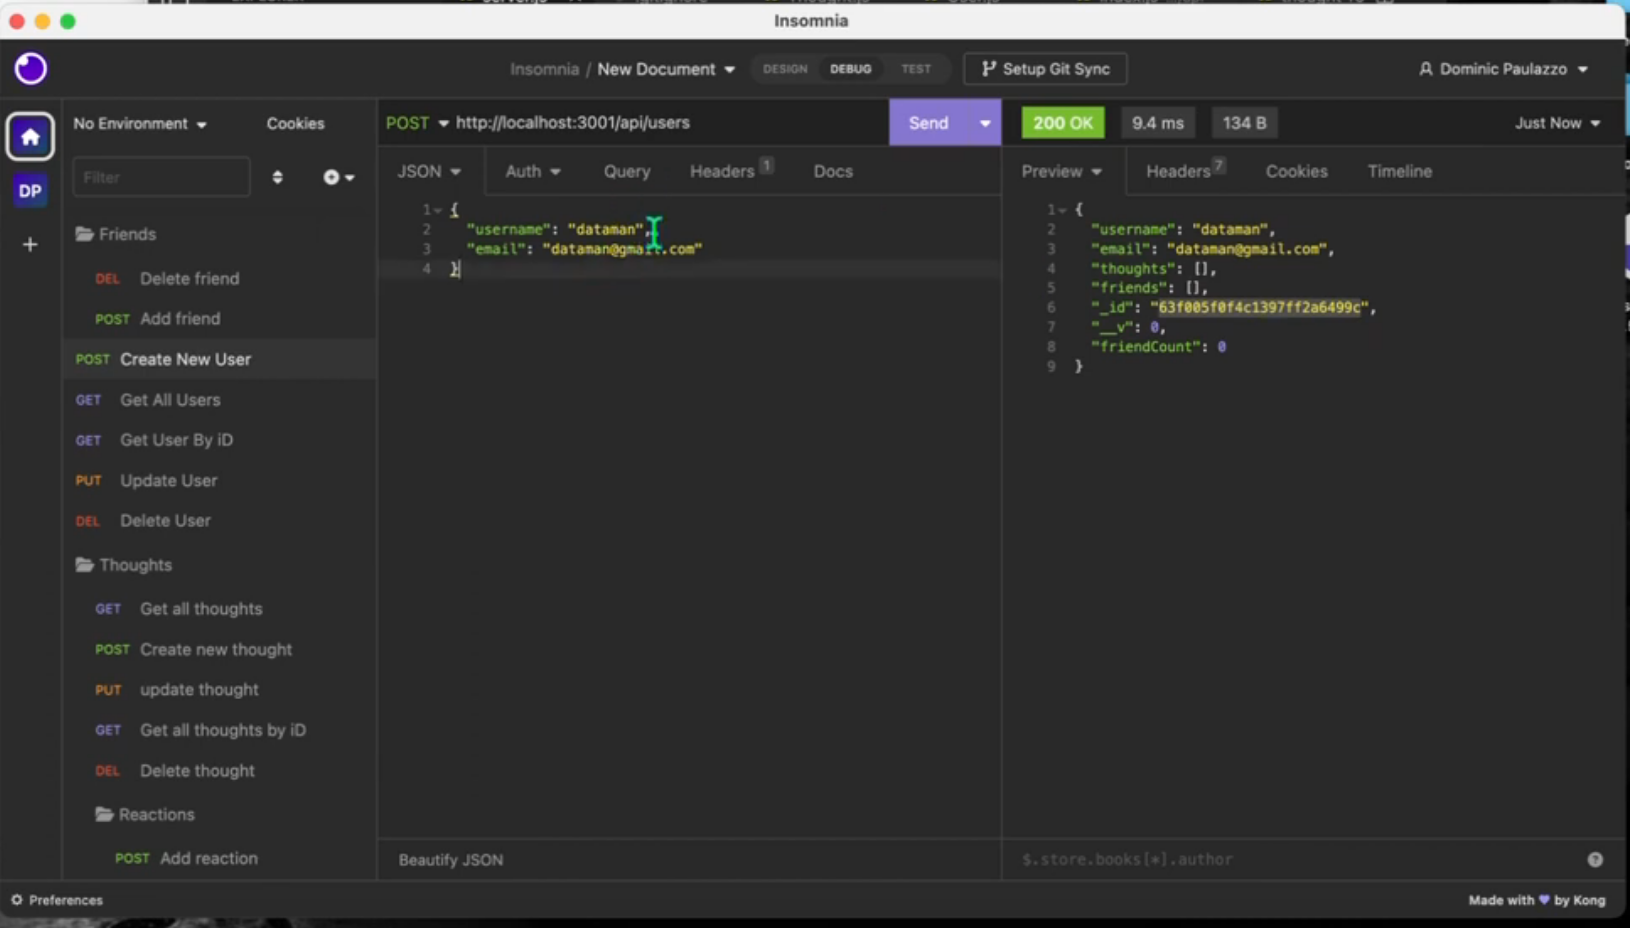 Insomnia
Insomnia / New Document
DESIGN
DEBUG
TEST
Setup Git Sync
Dominic Paulazzo
DP
No Environment
Cookies
Filter
Friends
DEL Delete friend
POST Add friend
POST Create New User
GET Get All Users
GET Get User By iD
PUT Update User
DEL Delete User
Thoughts
GET Get all thoughts
POST Create new thought
PUT update thought
GET Get all thoughts by iD
DEL Delete thought
Reactions
POST Add reaction
Preferences
POST http://localhost:3001/api/users
Send
JSON
Auth
Query
Headers 1
Docs
1 {
2 "username": "dataman",
3 "email": "dataman@gmail.com"
4 }
Beautify JSON
200 OK
9.4 ms
134 B
Just Now
Preview
Headers 7
Cookies
Timeline
1 {
2 "username": "dataman",
3 "email": "dataman@gmail.com",
4 "thoughts": [],
5 "friends": [],
6 "_id": "63f005f0f4c1397ff2a6499c",
7 "__v": 0,
8 "friendCount": 0
9 }
$.store.books[*].author
Made with by Kong